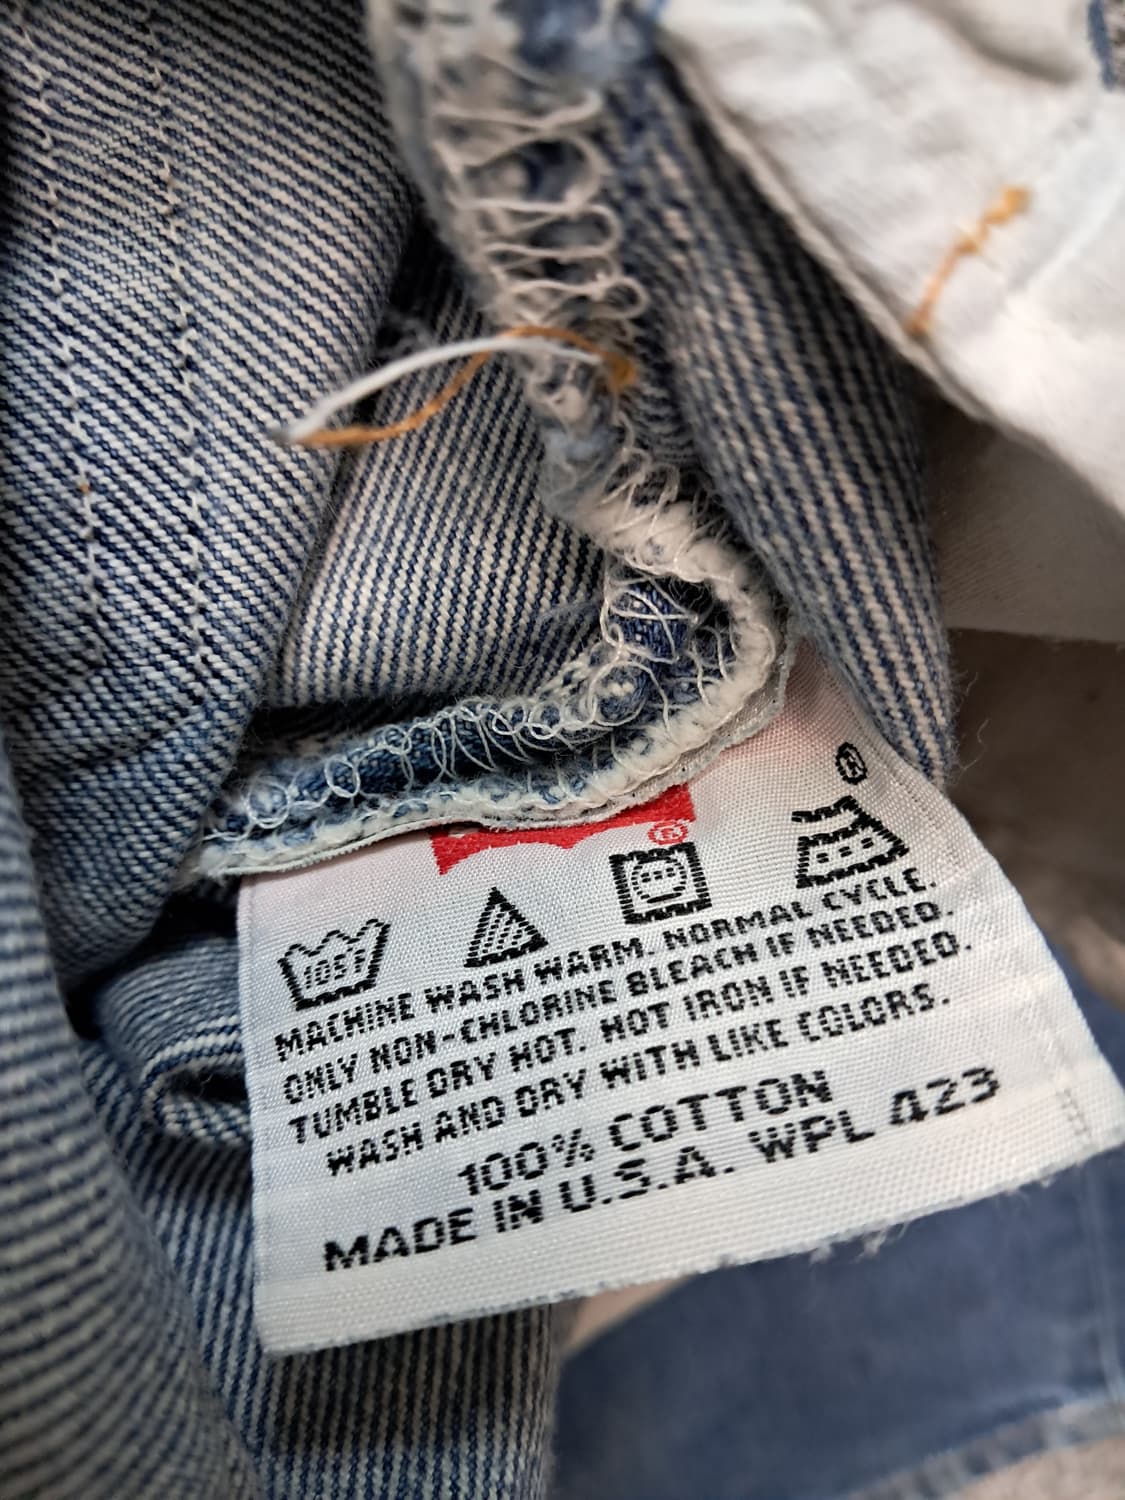 ®
®
105F
MACHINE WASH WARM. NORMAL CYCLE.
ONLY NON-CHLORINE BLEACH IF NEEDED.
TUMBLE DRY HOT. HOT IRON IF NEEDED.
WASH AND DRY WITH LIKE COLORS.
100% COTTON
MADE IN U.S.A. WPL 423